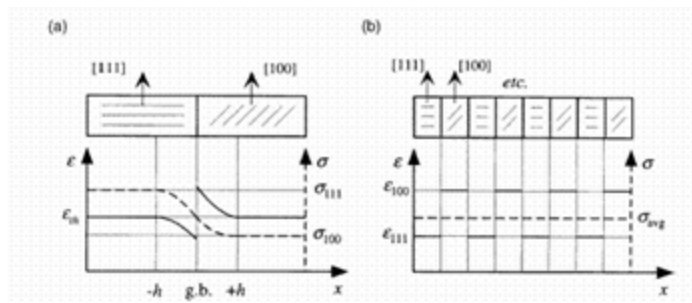 (a)
[111]
[100]
ε
σ
σ111
εth
σ100
-h g.b. +h x
(b)
[111]
[100]
etc.
ε
σ
ε100
σavg
ε111
x